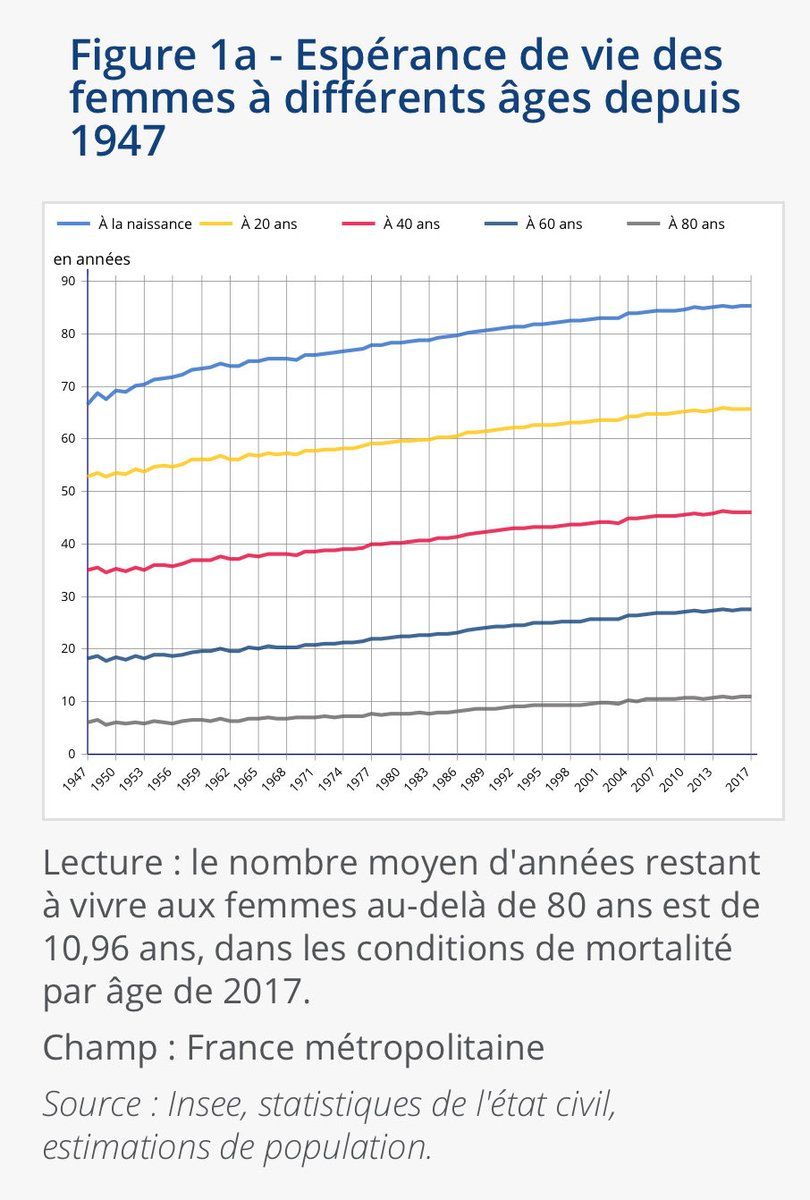 Figure 1a - Espérance de vie des
femmes à différents âges depuis
1947
À la naissance À 20 ans À 40 ans À 60 ans À 80 ans
en années
90
80
70
60
50
40
30
20
10
0
1947 1950 1953 1956 1959 1962 1965 1968 1971 1974 1977 1980 1983 1986 1989 1992 1995 1998 2001 2004 2007 2010 2013 2017
Lecture : le nombre moyen d'années restant
à vivre aux femmes au-delà de 80 ans est de
10,96 ans, dans les conditions de mortalité
par âge de 2017.
Champ : France métropolitaine
Source : Insee, statistiques de l'état civil,
estimations de population.